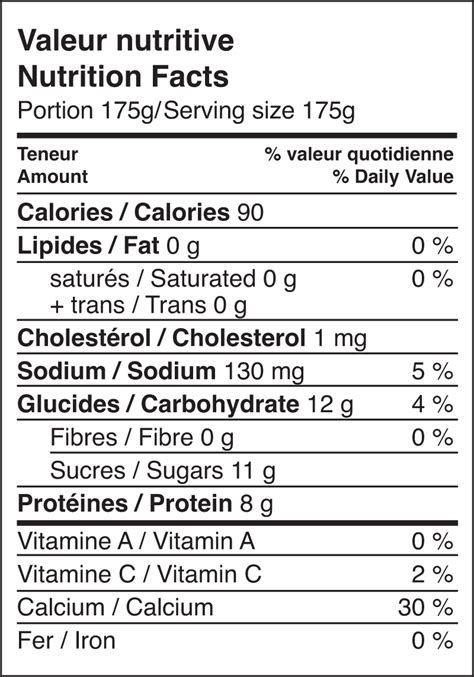 Valeur nutritive
Nutrition Facts
Portion 175g/Serving size 175g
Teneur % valeur quotidienne
Amount % Daily Value
Calories / Calories 90
Lipides / Fat 0 g 0 %
saturés / Saturated 0 g 0 %
+ trans / Trans 0 g
Cholestérol / Cholesterol 1 mg
Sodium / Sodium 130 mg 5 %
Glucides / Carbohydrate 12 g 4 %
Fibres / Fibre 0 g 0 %
Sucres / Sugars 11 g
Protéines / Protein 8 g
Vitamine A / Vitamin A 0 %
Vitamine C / Vitamin C 2 %
Calcium / Calcium 30 %
Fer / Iron 0 %